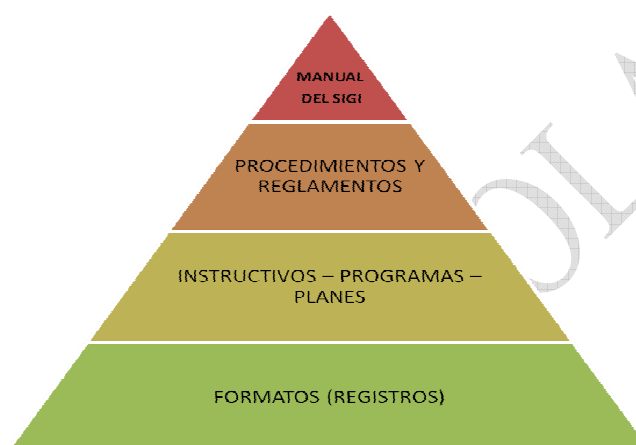 MANUAL
DEL SIGI
PROCEDIMIENTOS Y
REGLAMENTOS
INSTRUCTIVOS – PROGRAMAS –
PLANES
FORMATOS (REGISTROS)